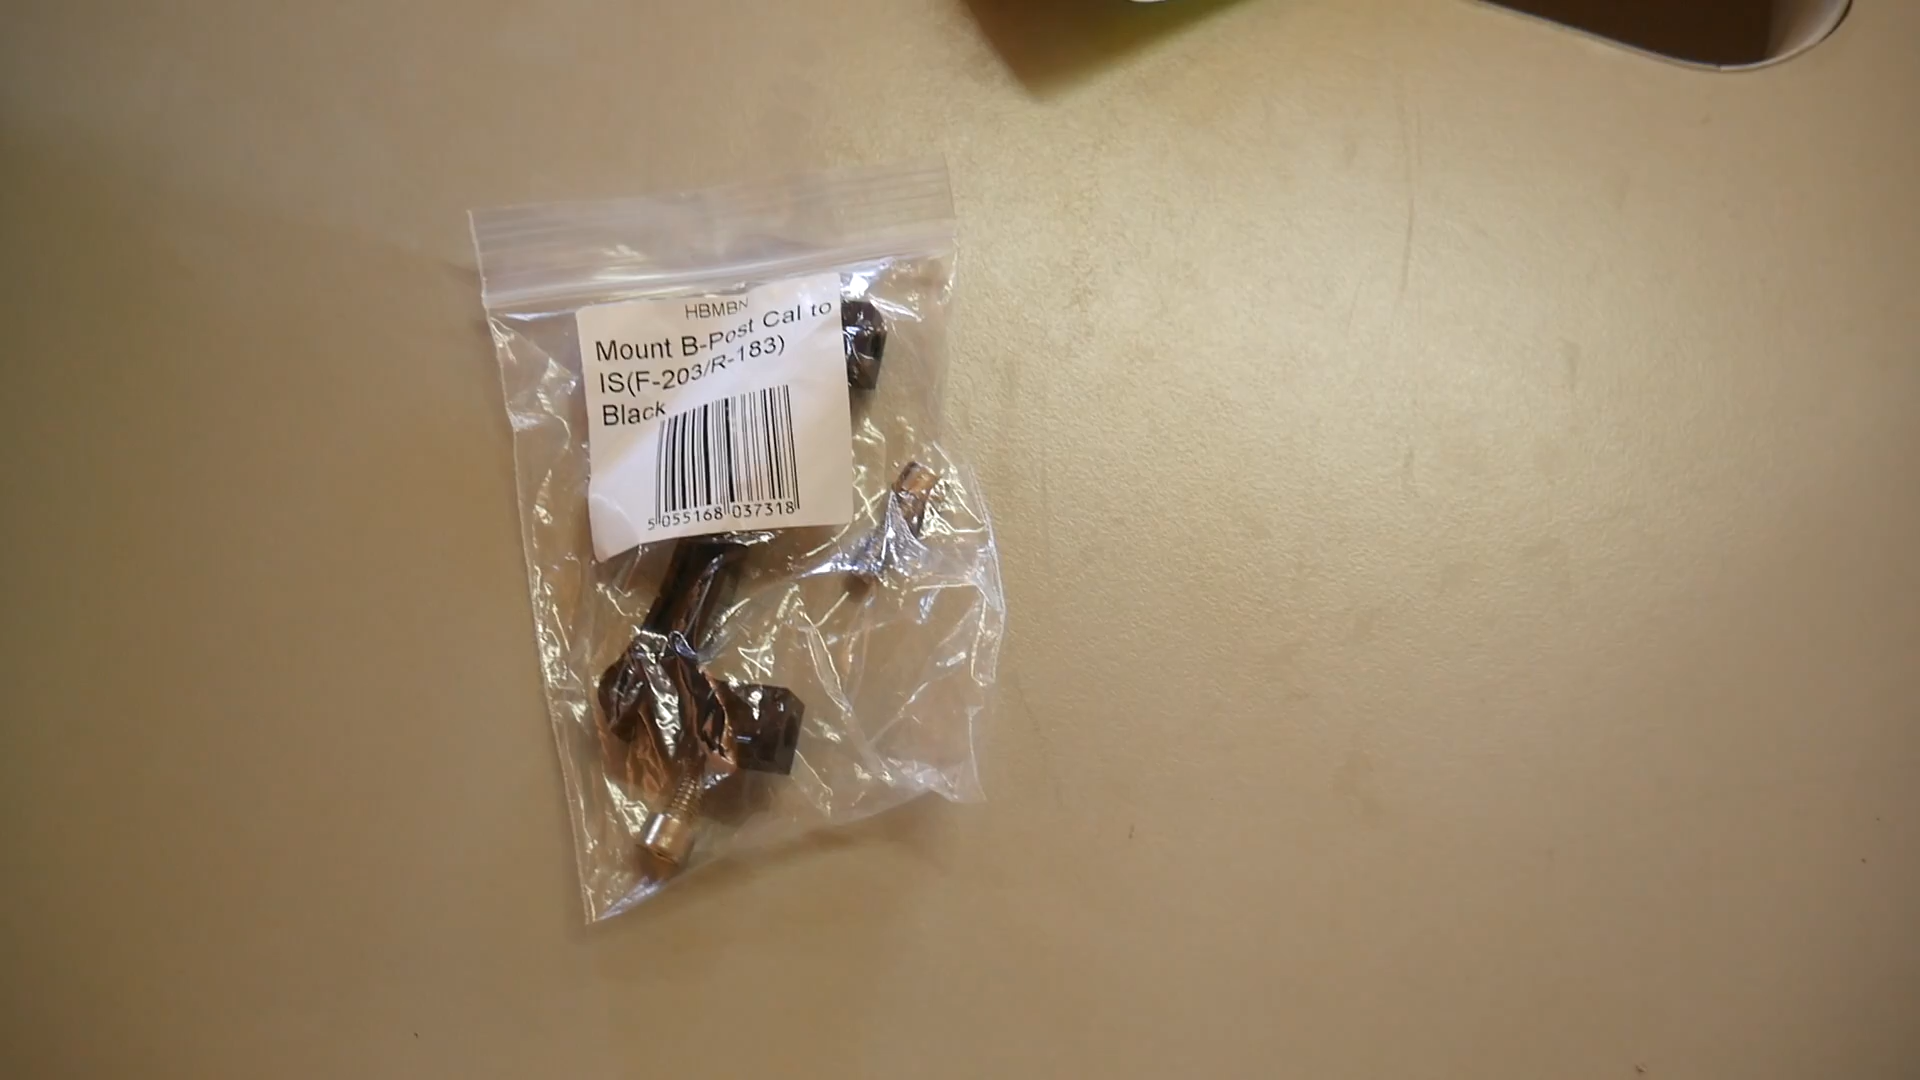 HBMBN
Mount B-Post Cal to
IS(F-203/R-183)
Black
5 055168 037318